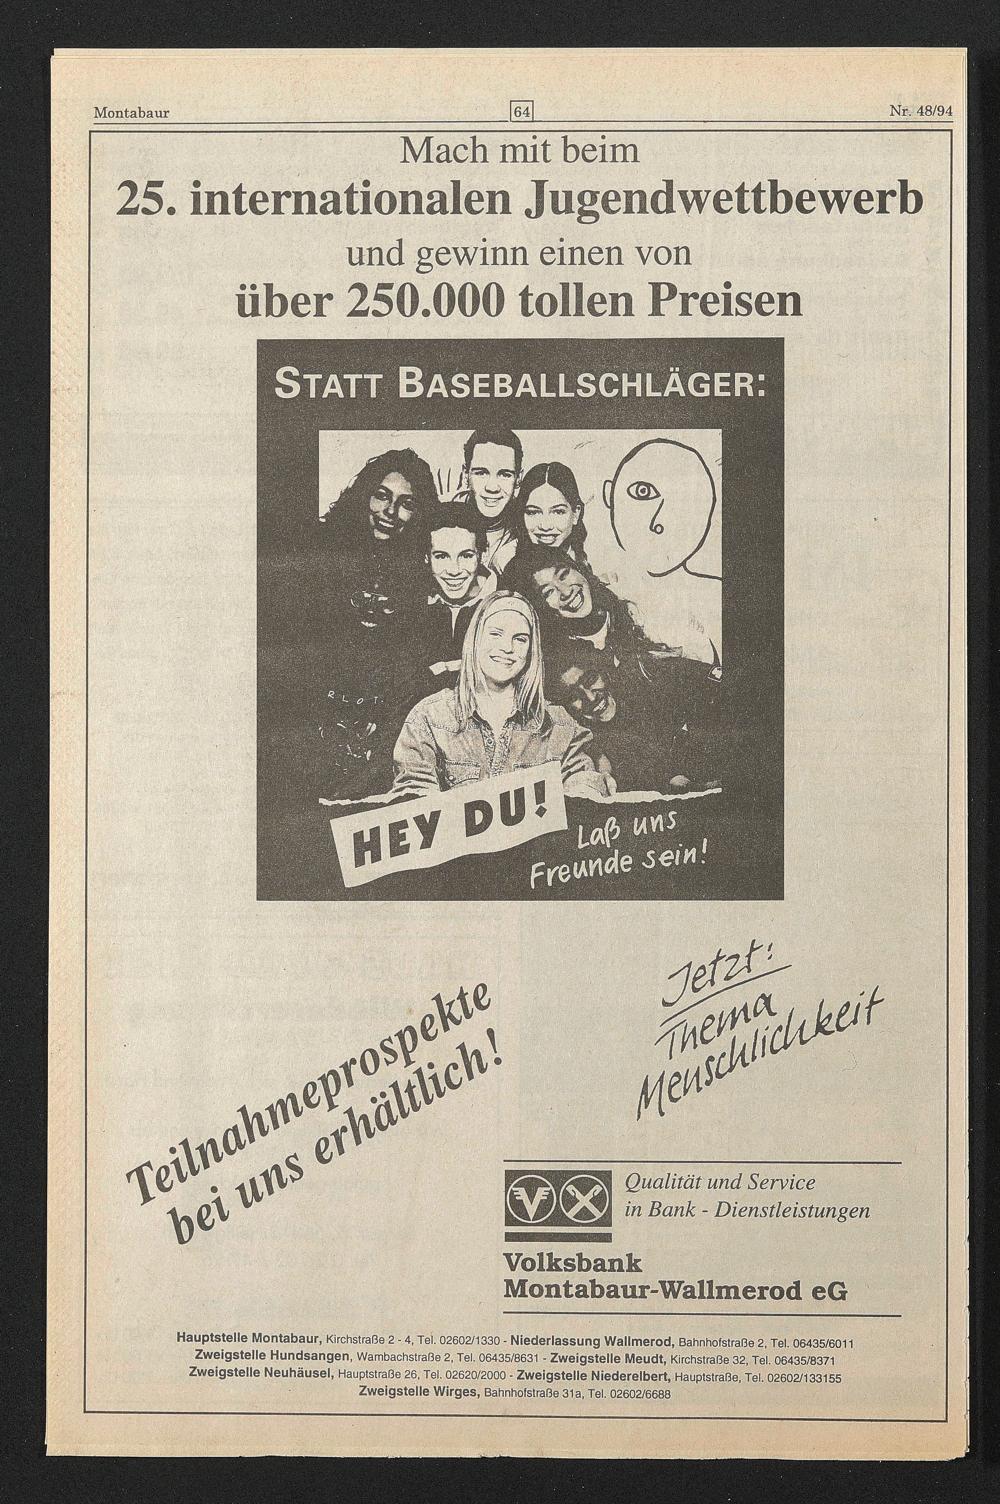 Montabaur
64
Nr. 48/94
Mach mit beim
25. internationalen Jugendwettbewerb
und gewinn einen von
über 250.000 tollen Preisen
STATT BASEBALLSCHLÄGER:
RLOT.
HEY DU!
Laß uns
Freunde sein!
Teilnahmeprospekte
bei uns erhältlich!
Jetzt:
Thema
Menschlichkeit
Qualität und Service
in Bank - Dienstleistungen
Volksbank
Montabaur-Wallmerod eG
Hauptstelle Montabaur, Kirchstraße 2 - 4, Tel. 02602/1330 - Niederlassung Wallmerod, Bahnhofstraße 2, Tel. 06435/6011
Zweigstelle Hundsangen, Wambachstraße 2, Tel. 06435/8631 - Zweigstelle Meudt, Kirchstraße 32, Tel. 06435/8371
Zweigstelle Neuhäusel, Hauptstraße 26, Tel. 02620/2000 - Zweigstelle Niederelbert, Hauptstraße, Tel. 02602/133155
Zweigstelle Wirges, Bahnhofstraße 31a, Tel. 02602/6688